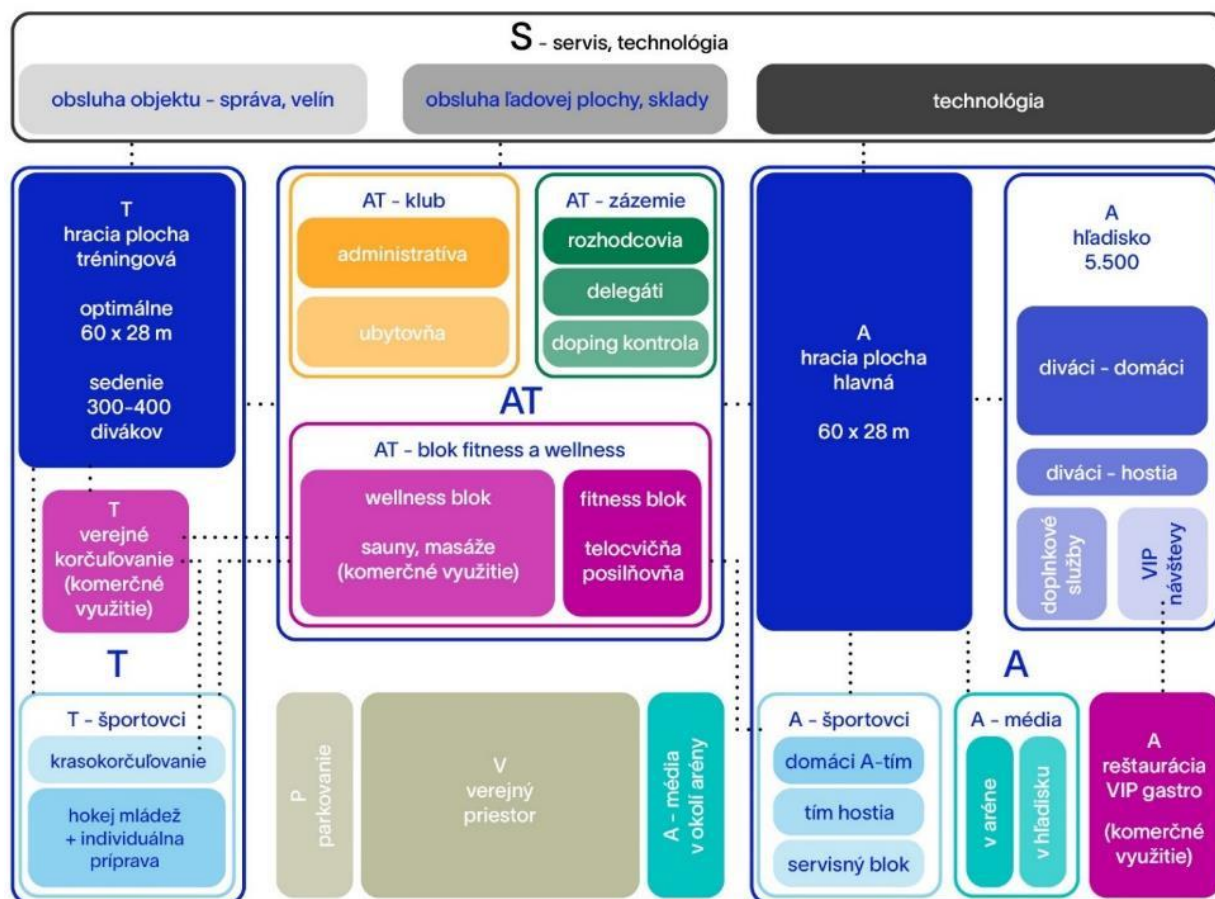 S - servis, technológia
obsluha objektu - správa, velín
obsluha ľadovej plochy, sklady
technológia
T
hracia plocha
tréningová
optimálne
60 x 28 m
sedenie
300-400
divákov
T
verejné
korčuľovanie
(komerčné
využitie)
T
T - športovci
krasokorčuľovanie
hokej mládež
+ individuálna
príprava
AT - klub
administratíva
ubytovňa
AT - zázemie
rozhodcovia
delegáti
doping kontrola
AT
AT - blok fitness a wellness
wellness blok
sauny, masáže
(komerčné využitie)
fitness blok
telocvičňa
posilňovňa
P
parkovanie
V
verejný
priestor
A - média
v okolí arény
A
hracia plocha
hlavná
60 x 28 m
A
hľadisko
5.500
diváci - domáci
diváci - hostia
doplnkové
služby
VIP
návštevy
A
A - športovci
domáci A-tím
tím hostia
servisný blok
A - média
v aréne
v hľadisku
A
reštaurácia
VIP gastro
(komerčné
využitie)